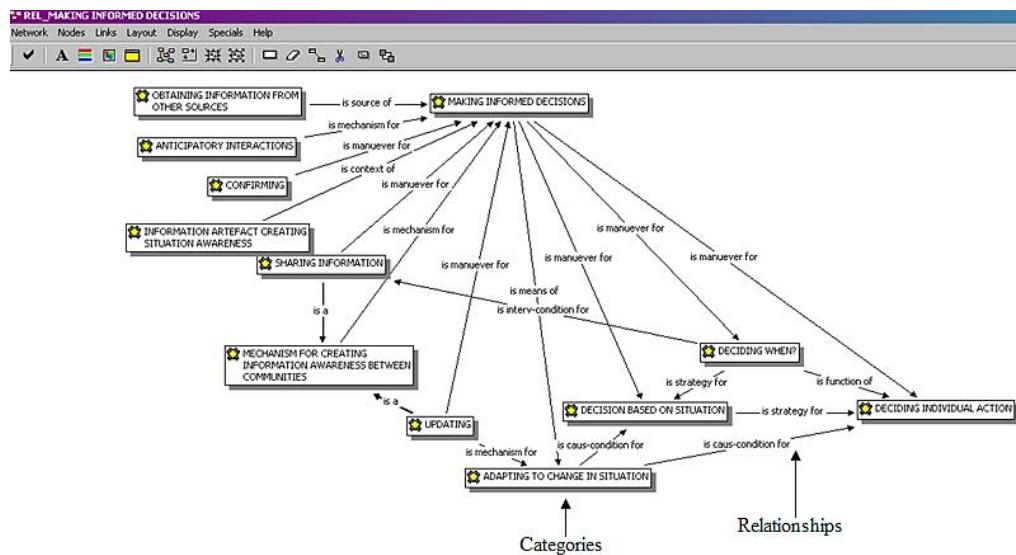 REL_MAKING INFORMED DECISIONS
Network Nodes Links Layout Display Specials Help
A
OBTAINING INFORMATION FROM
OTHER SOURCES
is source of
MAKING INFORMED DECISIONS
is mechanism for
ANTICIPATORY INTERACTIONS
is manuever for
is context of
CONFIRMING
is manuever for
is manuever for
INFORMATION ARTEFACT CREATING
SITUATION AWARENESS
is mechanism for
is manuever for
SHARING INFORMATION
is manuever for
is manuever for
is manuever for
is means of
is a
is interv-condition for
MECHANISM FOR CREATING
INFORMATION AWARENESS BETWEEN
COMMUNITIES
DECIDING WHEN?
is strategy for
is function of
is a
UPDATING
DECISION BASED ON SITUATION
is strategy for
DECIDING INDIVIDUAL ACTION
is mechanism for
is caus-condition for
is caus-condition for
ADAPTING TO CHANGE IN SITUATION
Categories
Relationships